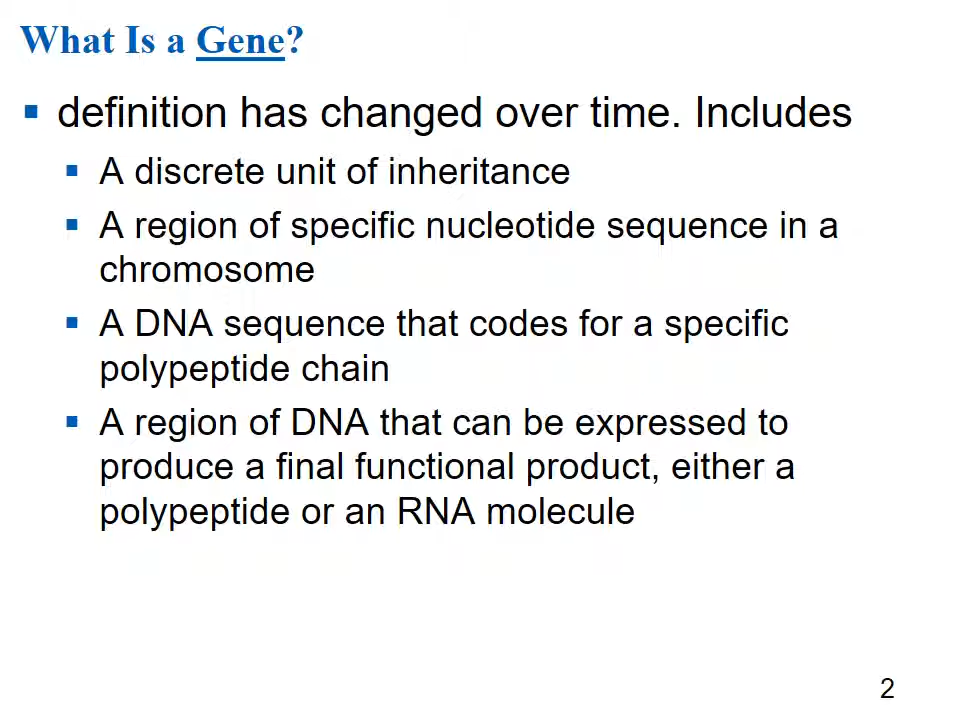 What Is a Gene?
▪ definition has changed over time. Includes
▪ A discrete unit of inheritance
▪ A region of specific nucleotide sequence in a
chromosome
▪ A DNA sequence that codes for a specific
polypeptide chain
▪ A region of DNA that can be expressed to
produce a final functional product, either a
polypeptide or an RNA molecule
2